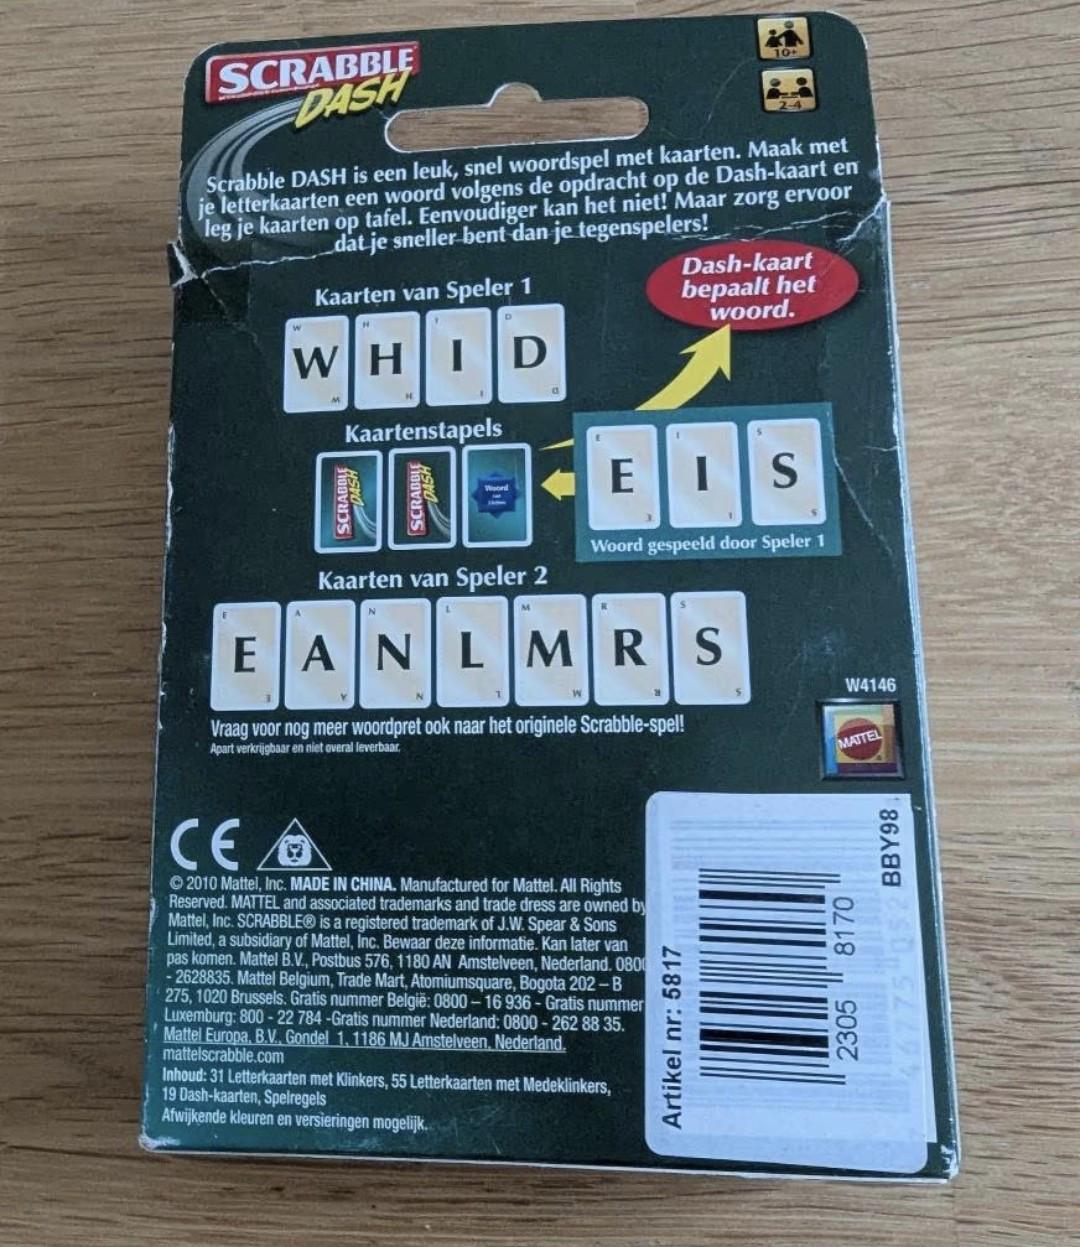 SCRABBLE
DASH
10+
2-4
Scrabble DASH is een leuk, snel woordspel met kaarten. Maak met
je letterkaarten een woord volgens de opdracht op de Dash-kaart en
leg je kaarten op tafel. Eenvoudiger kan het niet! Maar zorg ervoor
dat je sneller bent dan je tegenspelers!
Dash-kaart
bepaalt het
woord.
Kaarten van Speler 1
W H I D
Kaartenstapels
SCRABBLE DASH
SCRABBLE DASH
Woord
E I S
Woord gespeeld door Speler 1
Kaarten van Speler 2
E A N L M R S
W4146
MATTEL
Vraag voor nog meer woordpret ook naar het originele Scrabble-spel!
Apart verkrijgbaar en niet overal leverbaar.
CE
© 2010 Mattel, Inc. MADE IN CHINA. Manufactured for Mattel. All Rights
Reserved. MATTEL and associated trademarks and trade dress are owned by
Mattel, Inc. SCRABBLE® is a registered trademark of J.W. Spear & Sons
Limited, a subsidiary of Mattel, Inc. Bewaar deze informatie. Kan later van
pas komen. Mattel B.V., Postbus 576, 1180 AN Amstelveen, Nederland. 0800
- 2628835. Mattel Belgium, Trade Mart, Atomiumsquare, Bogota 202 – B
275, 1020 Brussels. Gratis nummer België: 0800 – 16 936 - Gratis nummer
Luxemburg: 800 - 22 784 -Gratis nummer Nederland: 0800 - 262 88 35.
Mattel Europa, B.V., Gondel 1, 1186 MJ Amstelveen, Nederland.
mattelscrabble.com
Inhoud: 31 Letterkaarten met Klinkers, 55 Letterkaarten met Medeklinkers,
19 Dash-kaarten, Spelregels
Afwijkende kleuren en versieringen mogelijk.
Artikel nr: 5817
2305 8170
BBY98